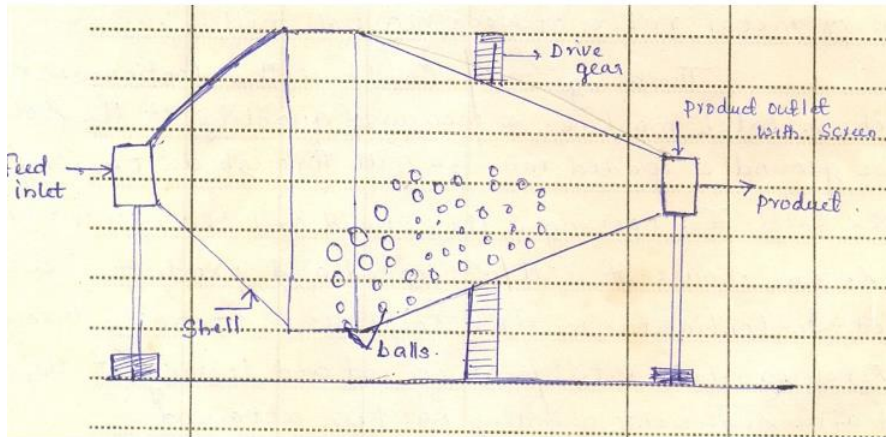 Drive
gear
product outlet
with Screen
Feed
inlet
product
Shell
balls.